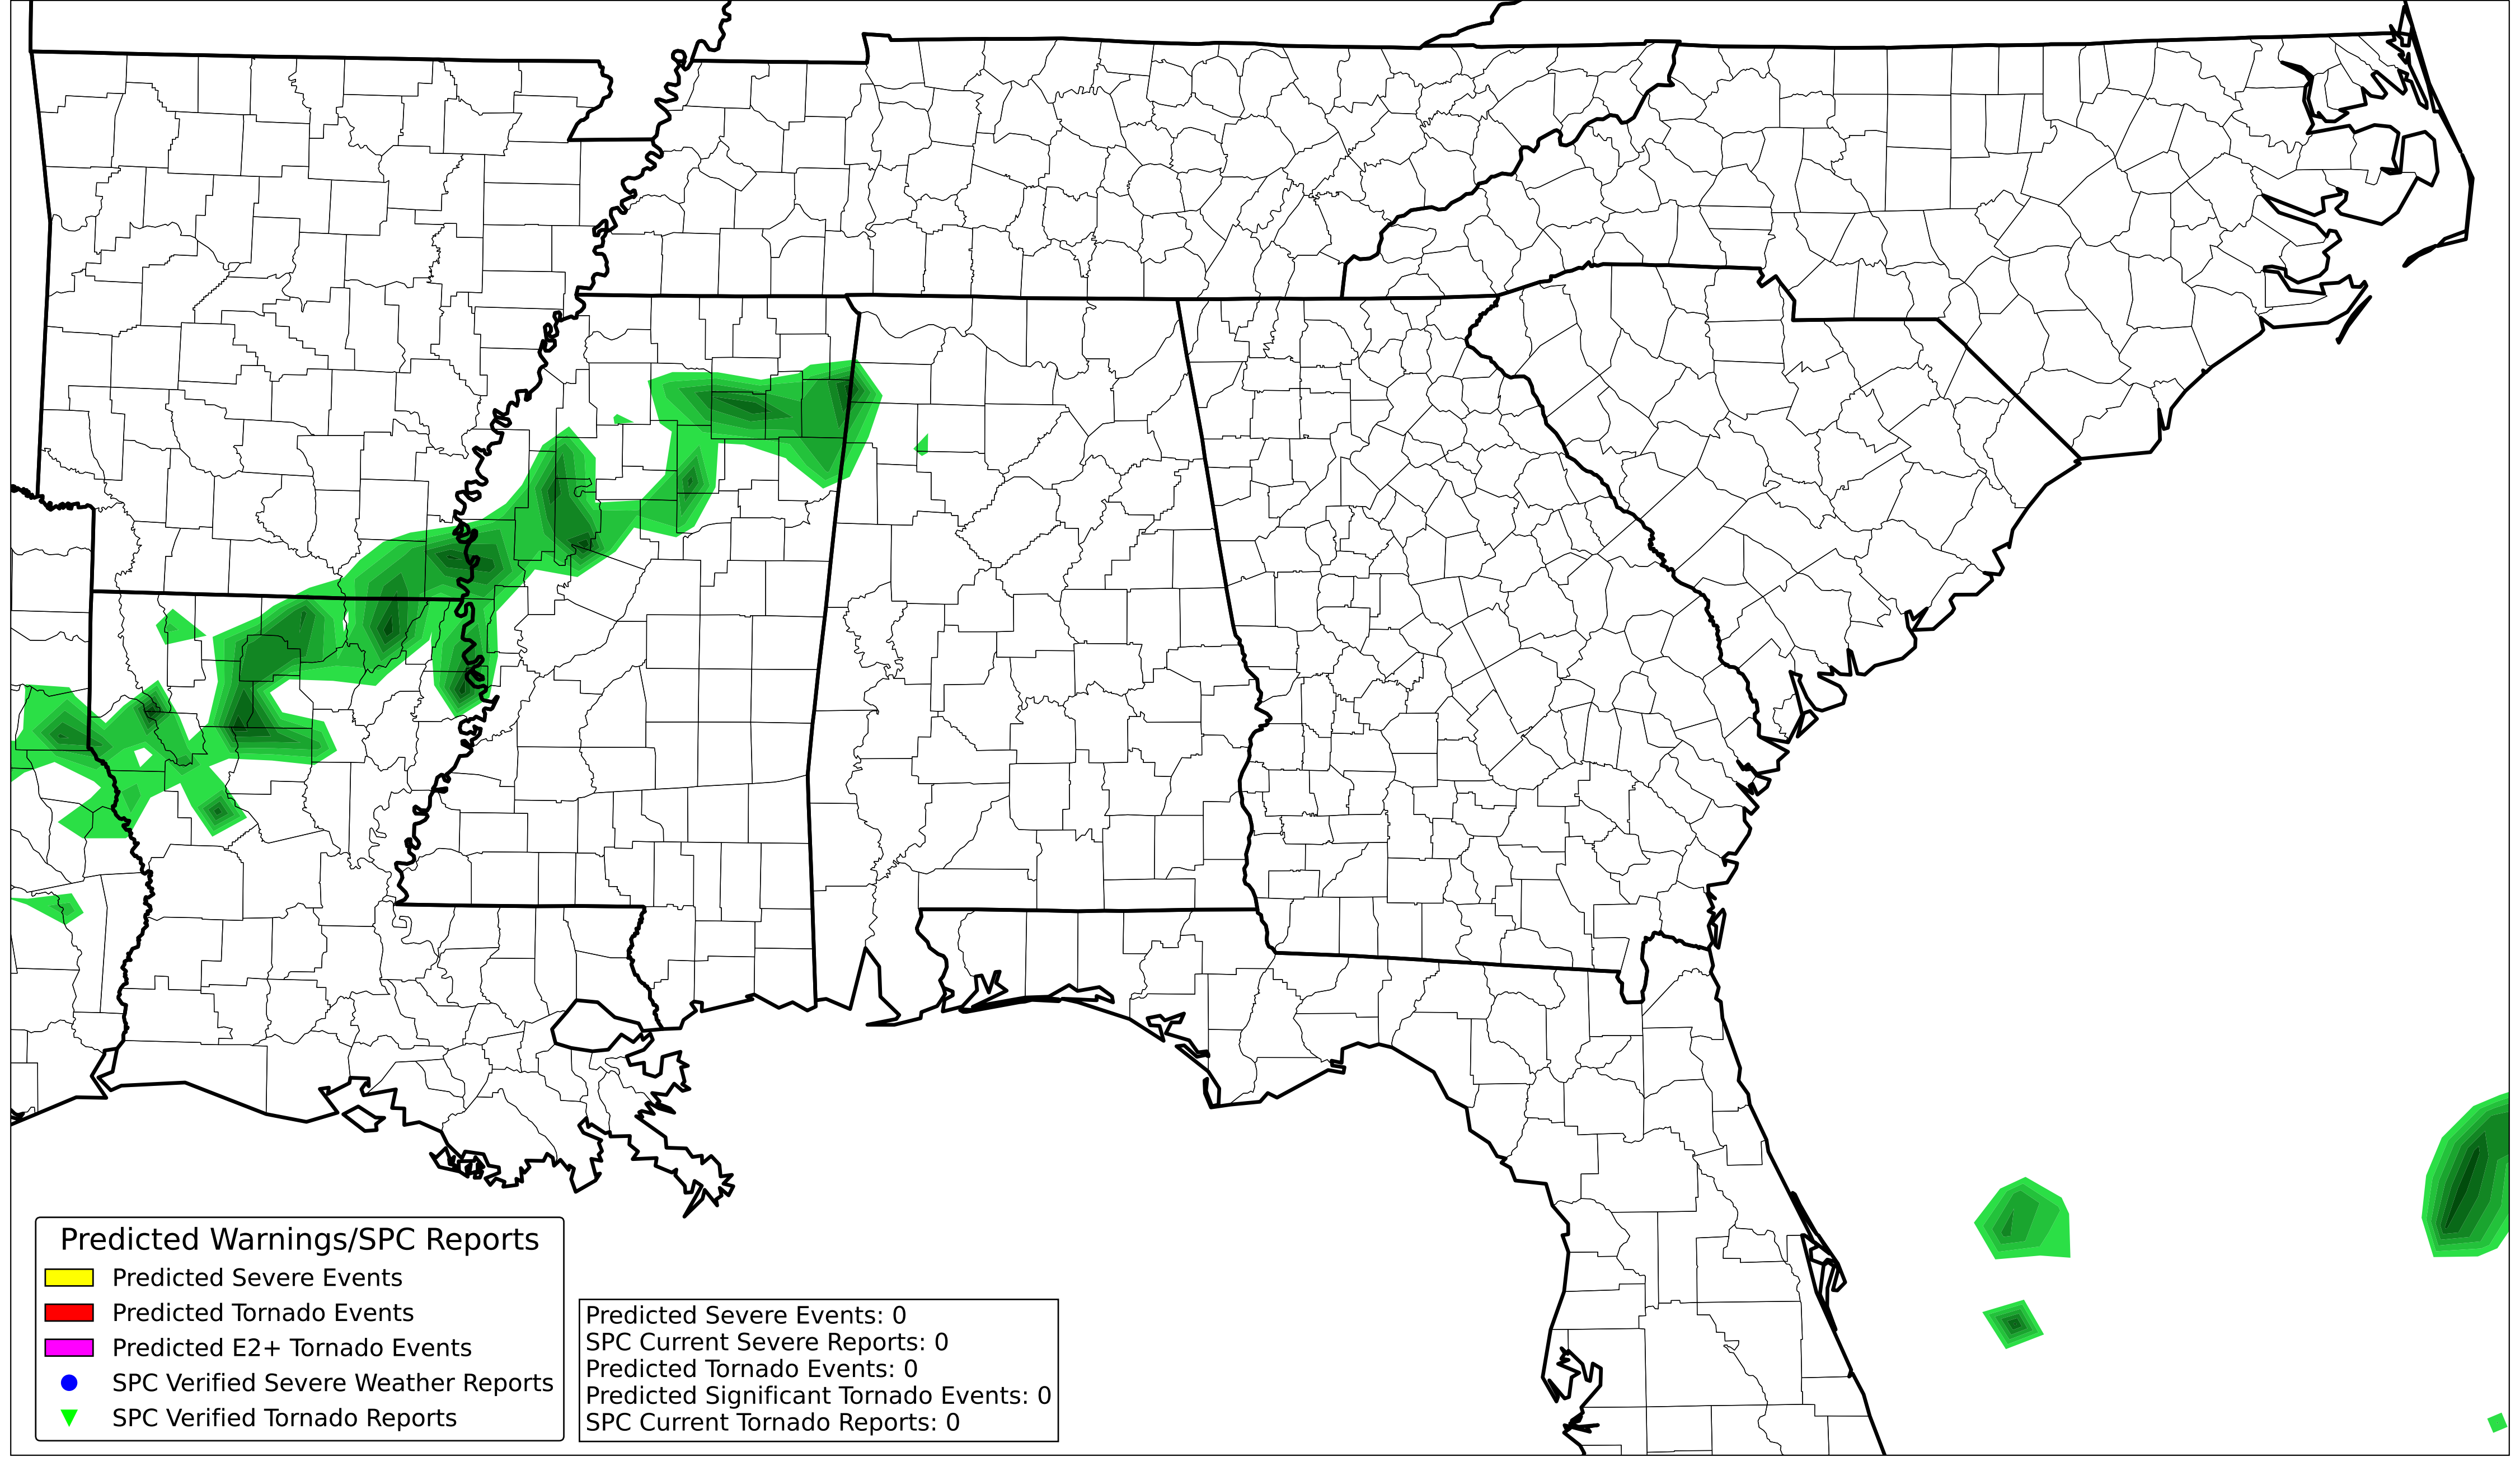 Predicted Warnings/SPC Reports
Predicted Severe Events
Predicted Tornado Events
Predicted E2+ Tornado Events
SPC Verified Severe Weather Reports
SPC Verified Tornado Reports
Predicted Severe Events: 0
SPC Current Severe Reports: 0
Predicted Tornado Events: 0
Predicted Significant Tornado Events: 0
SPC Current Tornado Reports: 0